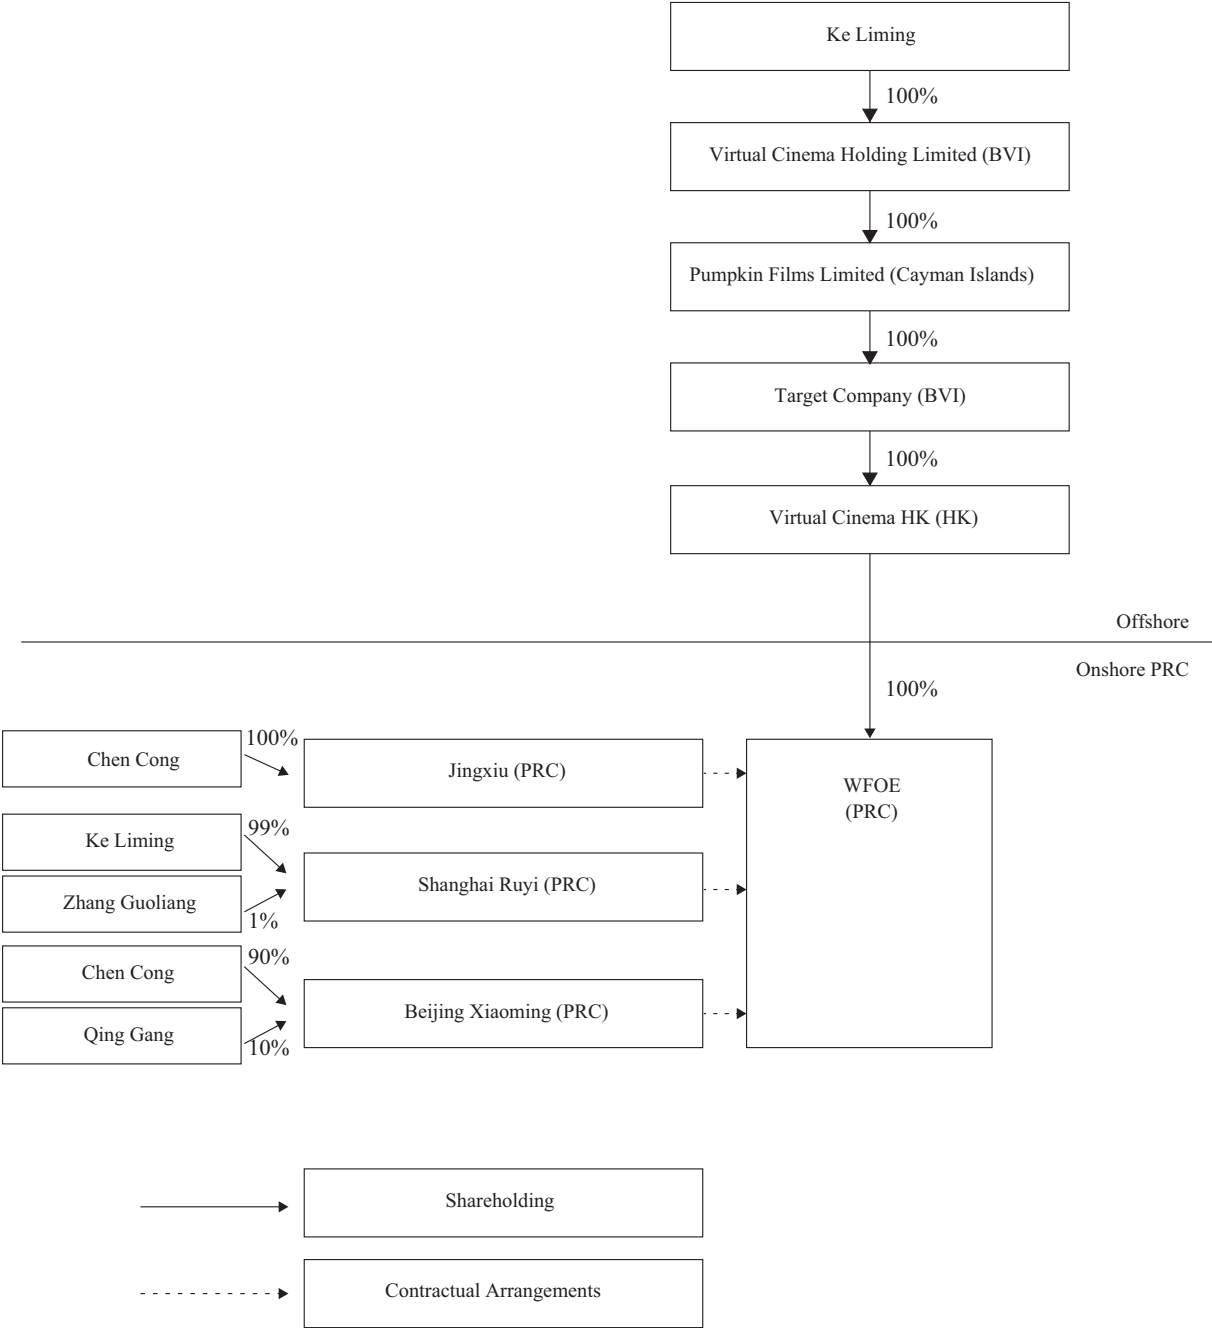 Ke Liming
100%
Virtual Cinema Holding Limited (BVI)
100%
Pumpkin Films Limited (Cayman Islands)
100%
Target Company (BVI)
100%
Virtual Cinema HK (HK)
Offshore
Onshore PRC
100%
Chen Cong
100%
Jingxiu (PRC)
WFOE
(PRC)
Ke Liming
99%
Zhang Guoliang
1%
Shanghai Ruyi (PRC)
Chen Cong
90%
Qing Gang
10%
Beijing Xiaoming (PRC)
Shareholding
Contractual Arrangements